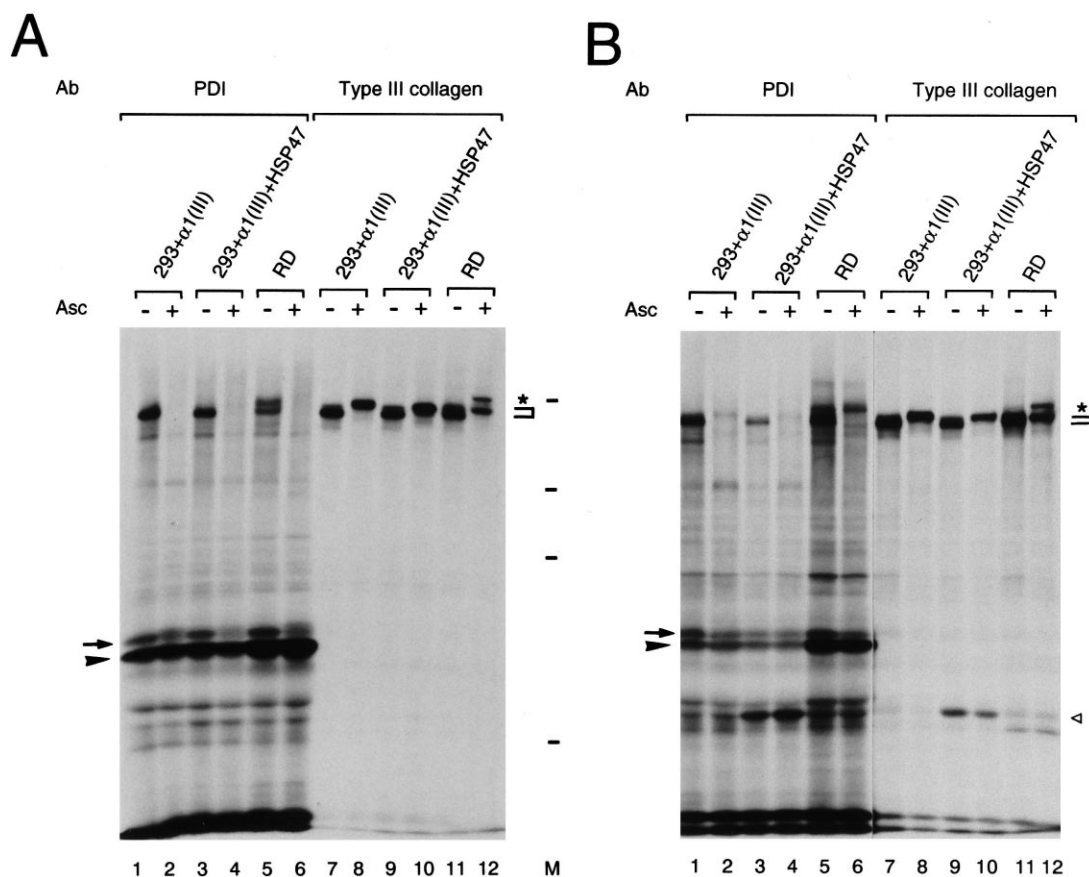 A
Ab PDI Type III collagen
293+α1(III) 293+α1(III)+HSP47 RD 293+α1(III) 293+α1(III)+HSP47 RD
Asc - + - + - + - + - + - +
*
1 2 3 4 5 6 7 8 9 10 11 12 M
B
Ab PDI Type III collagen
293+α1(III) 293+α1(III)+HSP47 RD 293+α1(III) 293+α1(III)+HSP47 RD
Asc - + - + - + - + - + - +
*
1 2 3 4 5 6 7 8 9 10 11 12